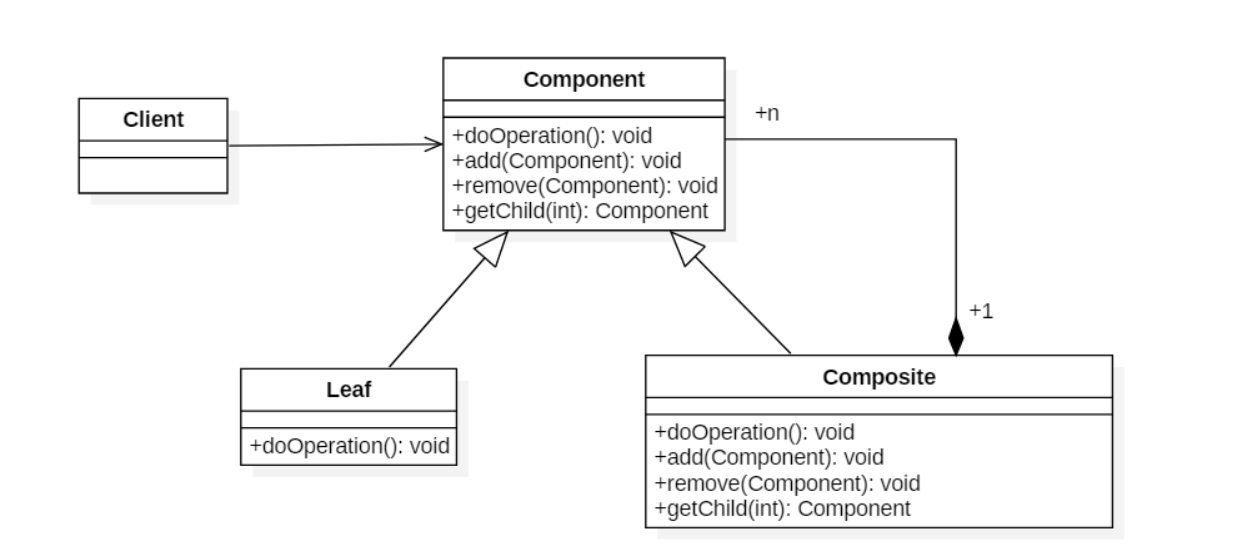 Client
Component
+doOperation(): void
+add(Component): void
+remove(Component): void
+getChild(int): Component
+n
+1
Leaf
+doOperation(): void
Composite
+doOperation(): void
+add(Component): void
+remove(Component): void
+getChild(int): Component